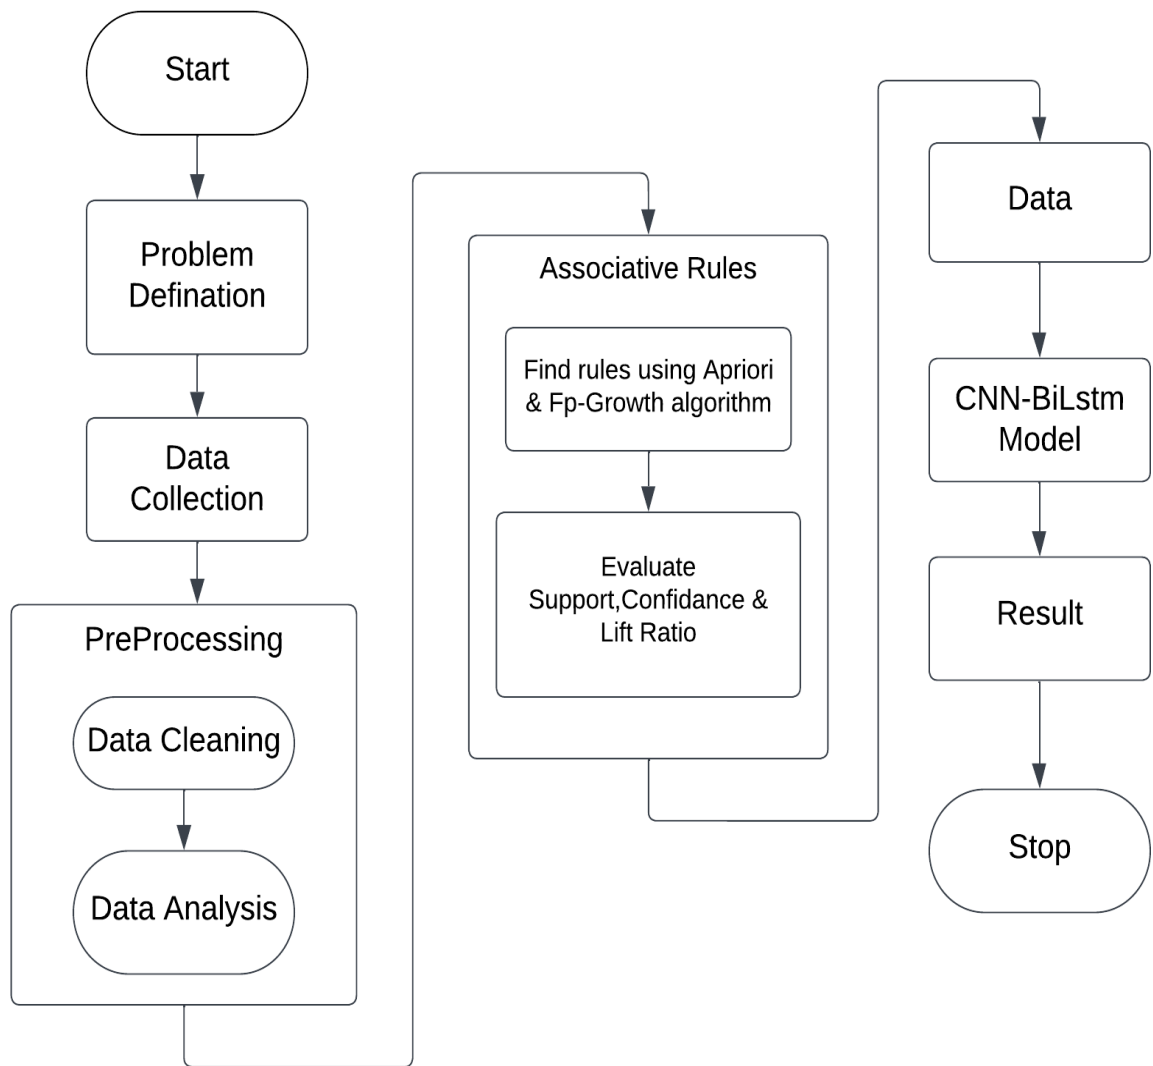 Start
Problem
Defination
Data
Collection
PreProcessing
Data Cleaning
Data Analysis
Associative Rules
Find rules using Apriori
& Fp-Growth algorithm
Evaluate
Support,Confidance &
Lift Ratio
Data
CNN-BiLstm
Model
Result
Stop